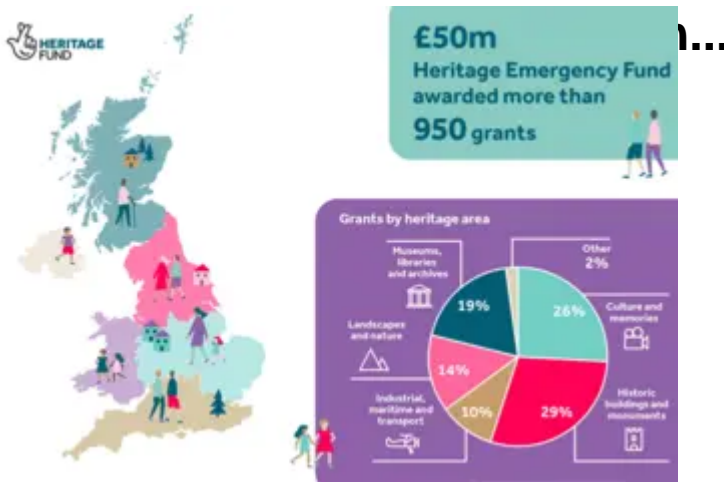 HERITAGE
FUND
£50m
Heritage Emergency Fund
awarded more than
950 grants
n...
Grants by heritage area
Museums,
libraries
and archives
Other
2%
19%
26%
Culture and
memories
Landscapes
and nature
14%
Industrial,
maritime and
transport
10%
29%
Historic
buildings and
monuments